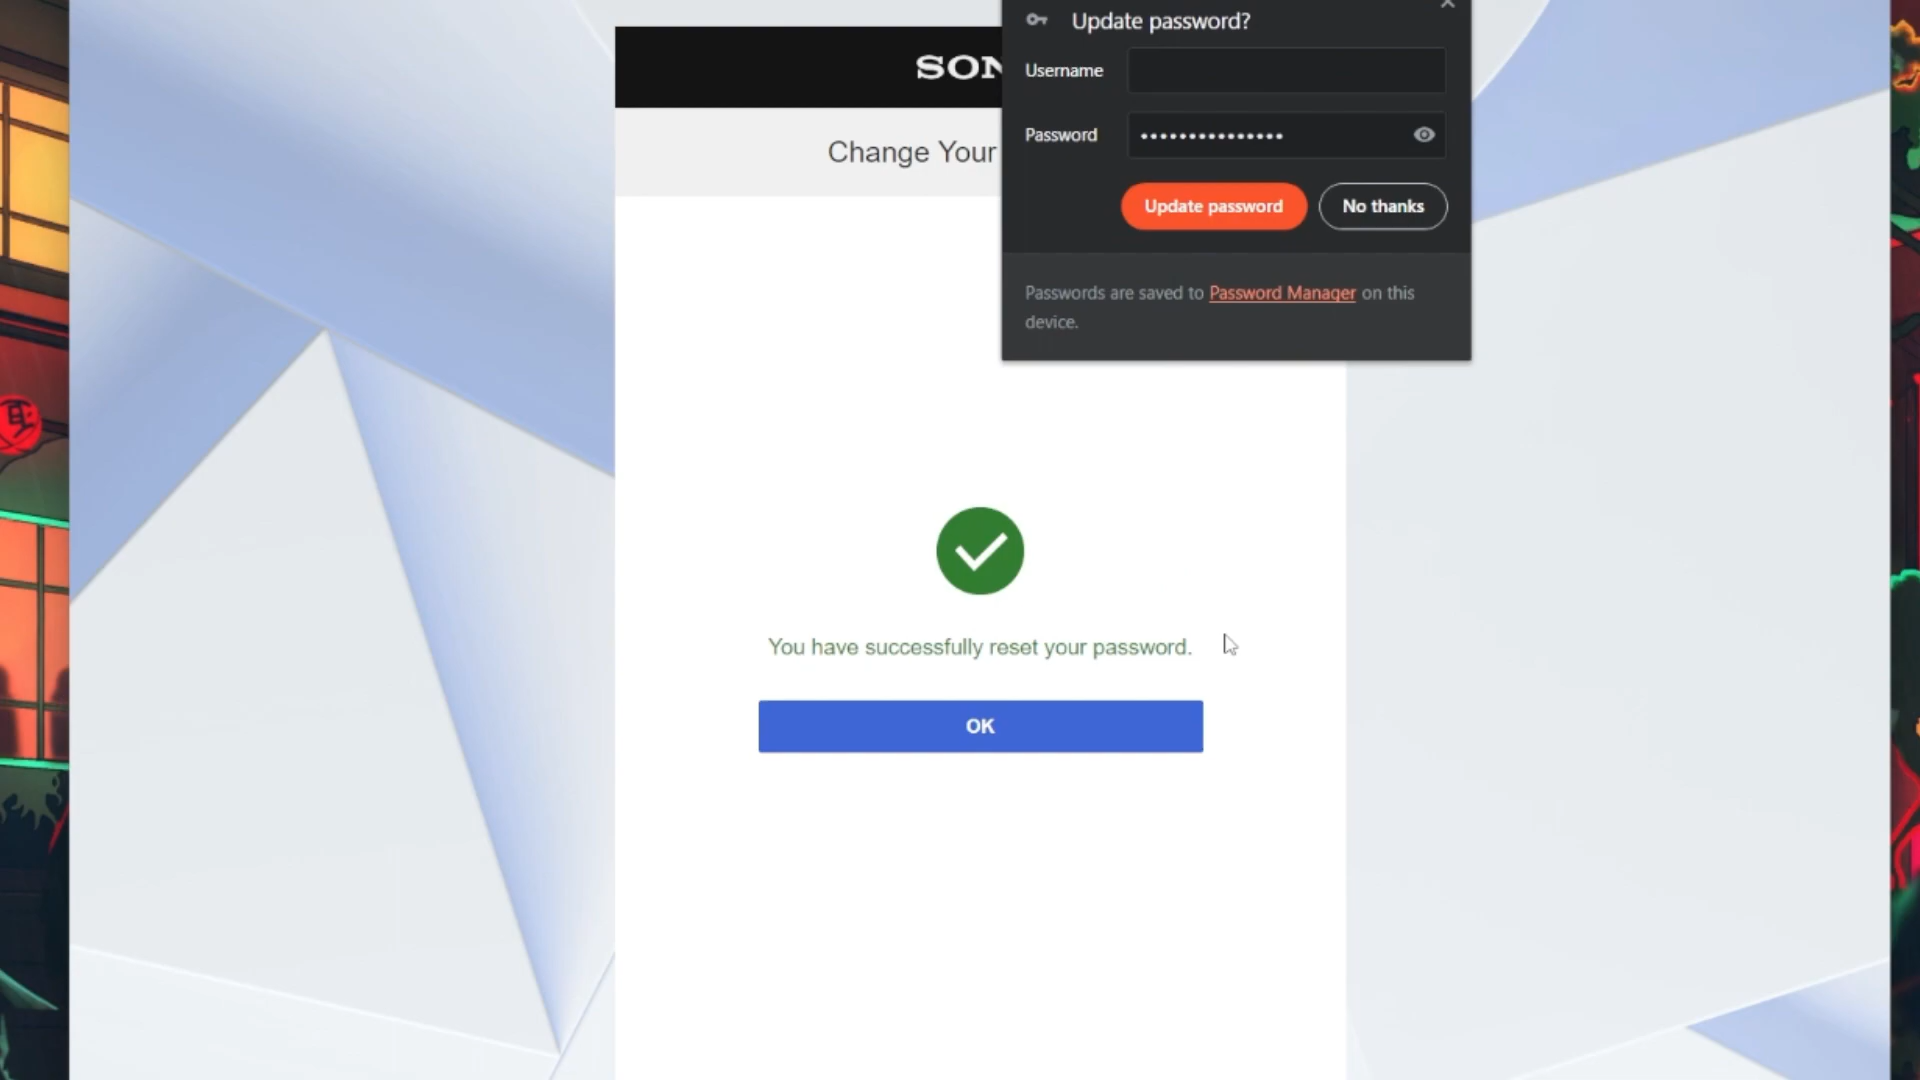 Update password?
Username
SON
Password
Change Your
Update password
No thanks
Passwords are saved to Password Manager on this
device.
You have successfully reset your password.
OK